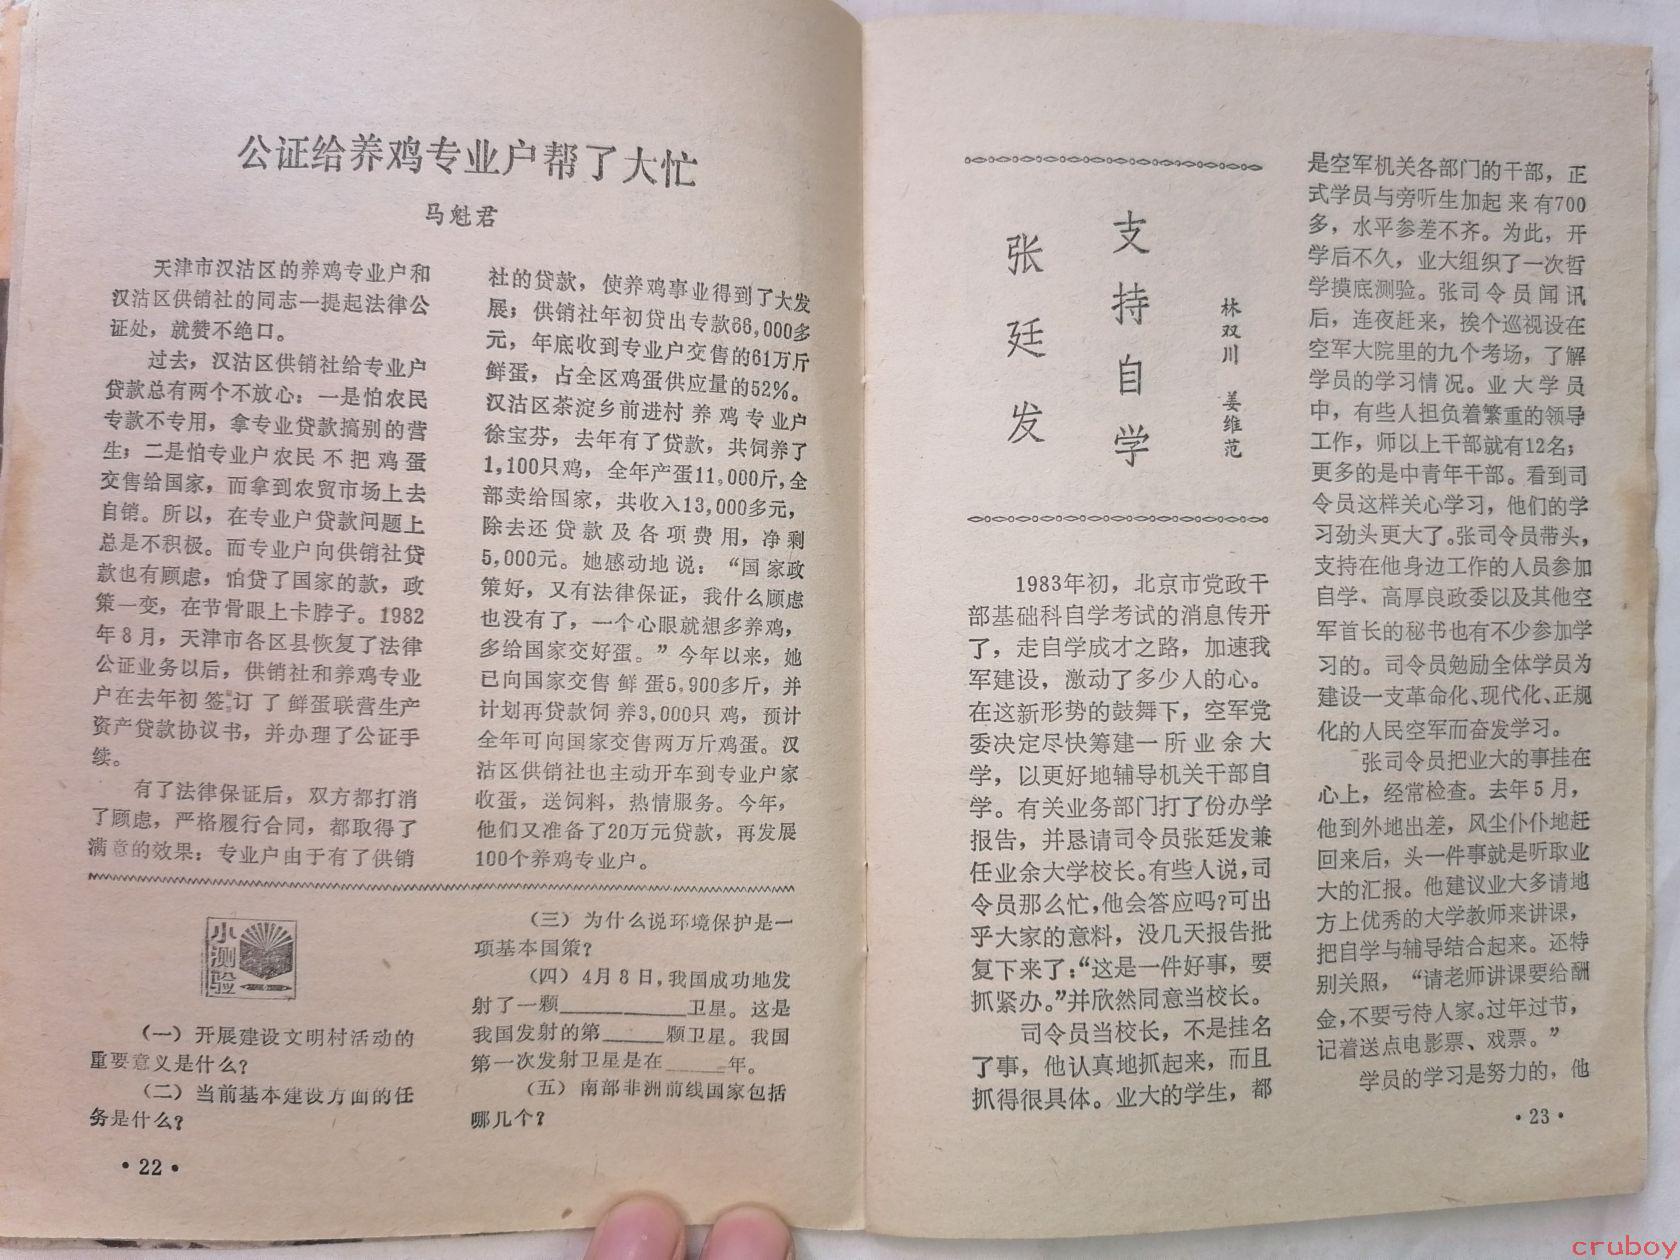 公证给养鸡专业户帮了大忙
马魁君
天津市汉沽区的养鸡专业户和
汉沽区供销社的同志一提起法律公
证处，就赞不绝口。
过去，汉沽区供销社给专业户
贷款总有两个不放心：一是怕农民
专款不专用，拿专业贷款搞别的营
生；二是怕专业户农民不把鸡蛋
交售给国家，而拿到农贸市场上去
自销。所以，在专业户贷款问题上
总是不积极。而专业户向供销社贷
款也有顾虑，怕贷了国家的款，政
策一变，在节骨眼上卡脖子。1982
年8月，天津市各区县恢复了法律
公证业务以后，供销社和养鸡专业
户在去年初签订了鲜蛋联营生产
资产贷款协议书，并办理了公证手
续。
有了法律保证后，双方都打消
了顾虑，严格履行合同，都取得了
满意的效果：专业户由于有了供销
社的贷款，使养鸡事业得到了大发
展；供销社年初贷出专款66,000多
元，年底收到专业户交售的61万斤
鲜蛋，占全区鸡蛋供应量的52%。
汉沽区茶淀乡前进村养鸡专业户
徐宝芬，去年有了贷款，共饲养了
1,100只鸡，全年产蛋11,000斤，全
部卖给国家，共收入13,000多元，
除去还贷款及各项费用，净剩
5,000元。她感动地说：“国家政
策好，又有法律保证，我什么顾虑
也没有了，一个心眼就想多养鸡，
多给国家交好蛋。”今年以来，她
已向国家交售鲜蛋5,900多斤，并
计划再贷款饲养3,000只鸡，预计
全年可向国家交售两万斤鸡蛋。汉
沽区供销社也主动开车到专业户家
收蛋，送饲料，热情服务。今年，
他们又准备了20万元贷款，再发展
100个养鸡专业户。
小测验
（一）开展建设文明村活动的
重要意义是什么？
（二）当前基本建设方面的任
务是什么？
（三）为什么说环境保护是一
项基本国策？
（四）4月8日，我国成功地发
射了一颗________卫星。这是
我国发射的第____颗卫星。我国
第一次发射卫星是在____年。
（五）南部非洲前线国家包括
哪几个？
·22·
张廷发
支持自学
林双川 姜维范
1983年初，北京市党政干
部基础科自学考试的消息传开
了，走自学成才之路，加速我
军建设，激动了多少人的心。
在这新形势的鼓舞下，空军党
委决定尽快筹建一所业余大
学，以更好地辅导机关干部自
学。有关业务部门打了份办学
报告，并恳请司令员张廷发兼
任业余大学校长。有些人说，司
令员那么忙，他会答应吗？可出
乎大家的意料，没几天报告批
复下来了：“这是一件好事，要
抓紧办。”并欣然同意当校长。
司令员当校长，不是挂名
了事，他认真地抓起来，而且
抓得很具体。业大的学生，都
是空军机关各部门的干部，正
式学员与旁听生加起来有700
多，水平参差不齐。为此，开
学后不久，业大组织了一次哲
学摸底测验。张司令员闻讯
后，连夜赶来，挨个巡视设在
空军大院里的九个考场，了解
学员的学习情况。业大学员
中，有些人担负着繁重的领导
工作，师以上干部就有12名；
更多的是中青年干部。看到司
令员这样关心学习，他们的学
习劲头更大了。张司令员带头，
支持在他身边工作的人员参加
自学。高厚良政委以及其他空
军首长的秘书也有不少参加学
习的。司令员勉励全体学员为
建设一支革命化、现代化、正规
化的人民空军而奋发学习。
张司令员把业大的事挂在
心上，经常检查。去年5月，
他到外地出差，风尘仆仆地赶
回来后，头一件事就是听取业
大的汇报。他建议业大多请地
方上优秀的大学教师来讲课，
把自学与辅导结合起来。还特
别关照，“请老师讲课要给酬
金，不要亏待人家。过年过节，
记着送点电影票、戏票。”
学员的学习是努力的，他
·23·
cruboy